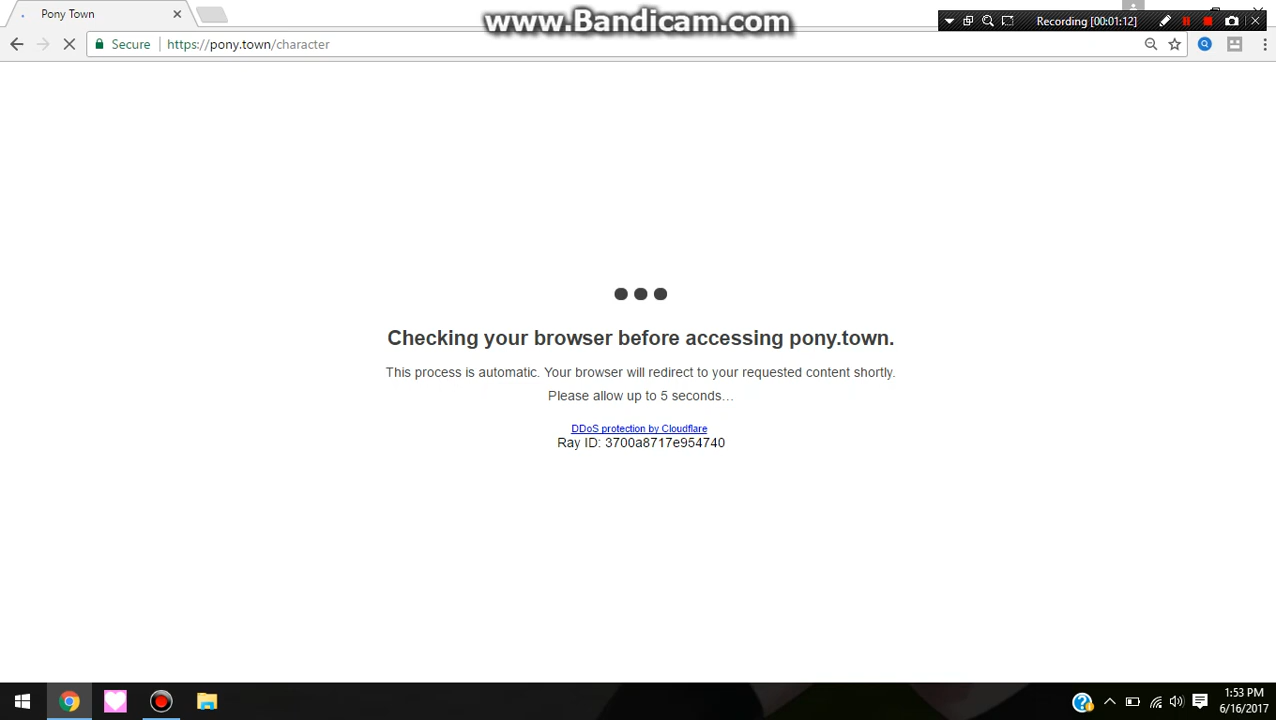 Pony Town
www.Bandicam.com
Recording [00:01:12]
Secure
https://pony.town/character
Checking your browser before accessing pony.town.
This process is automatic. Your browser will redirect to your requested content shortly.
Please allow up to 5 seconds…
DDoS protection by Cloudflare
Ray ID: 3700a8717e954740
1:53 PM
6/16/2017